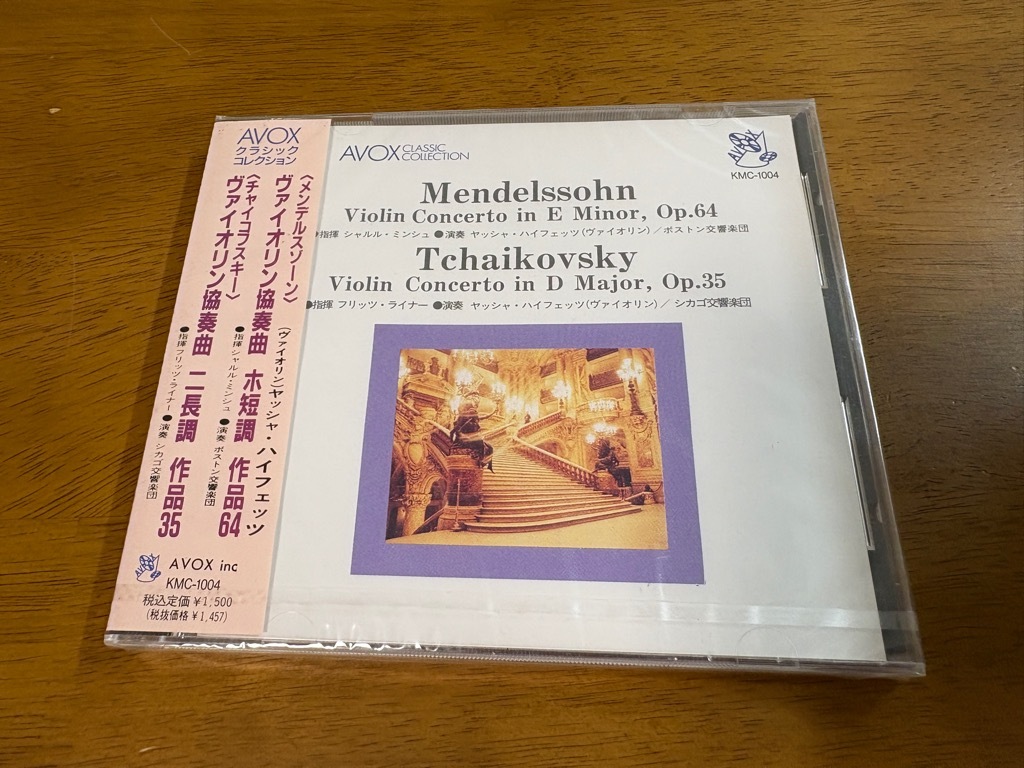 AVOX
クラシック
コレクション
〈メンデルスゾーン〉
ヴァイオリン協奏曲 ホ短調 作品64
(ヴァイオリン)ヤッシャ・ハイフェッツ
●指揮 シャルル・ミンシュ ●演奏 ボストン交響楽団
〈チャイコフスキー〉
ヴァイオリン協奏曲 ニ長調 作品35
●指揮 フリッツ・ライナー ●演奏 シカゴ交響楽団
AVOX
AVOX inc
KMC-1004
税込定価¥1,500
(税抜価格¥1,457)
AVOX CLASSIC
COLLECTION
AVOX
KMC-1004
Mendelssohn
Violin Concerto in E Minor, Op.64
●指揮 シャルル・ミンシュ ●演奏 ヤッシャ・ハイフェッツ(ヴァイオリン)/ボストン交響楽団
Tchaikovsky
Violin Concerto in D Major, Op.35
●指揮 フリッツ・ライナー ●演奏 ヤッシャ・ハイフェッツ(ヴァイオリン)/シカゴ交響楽団